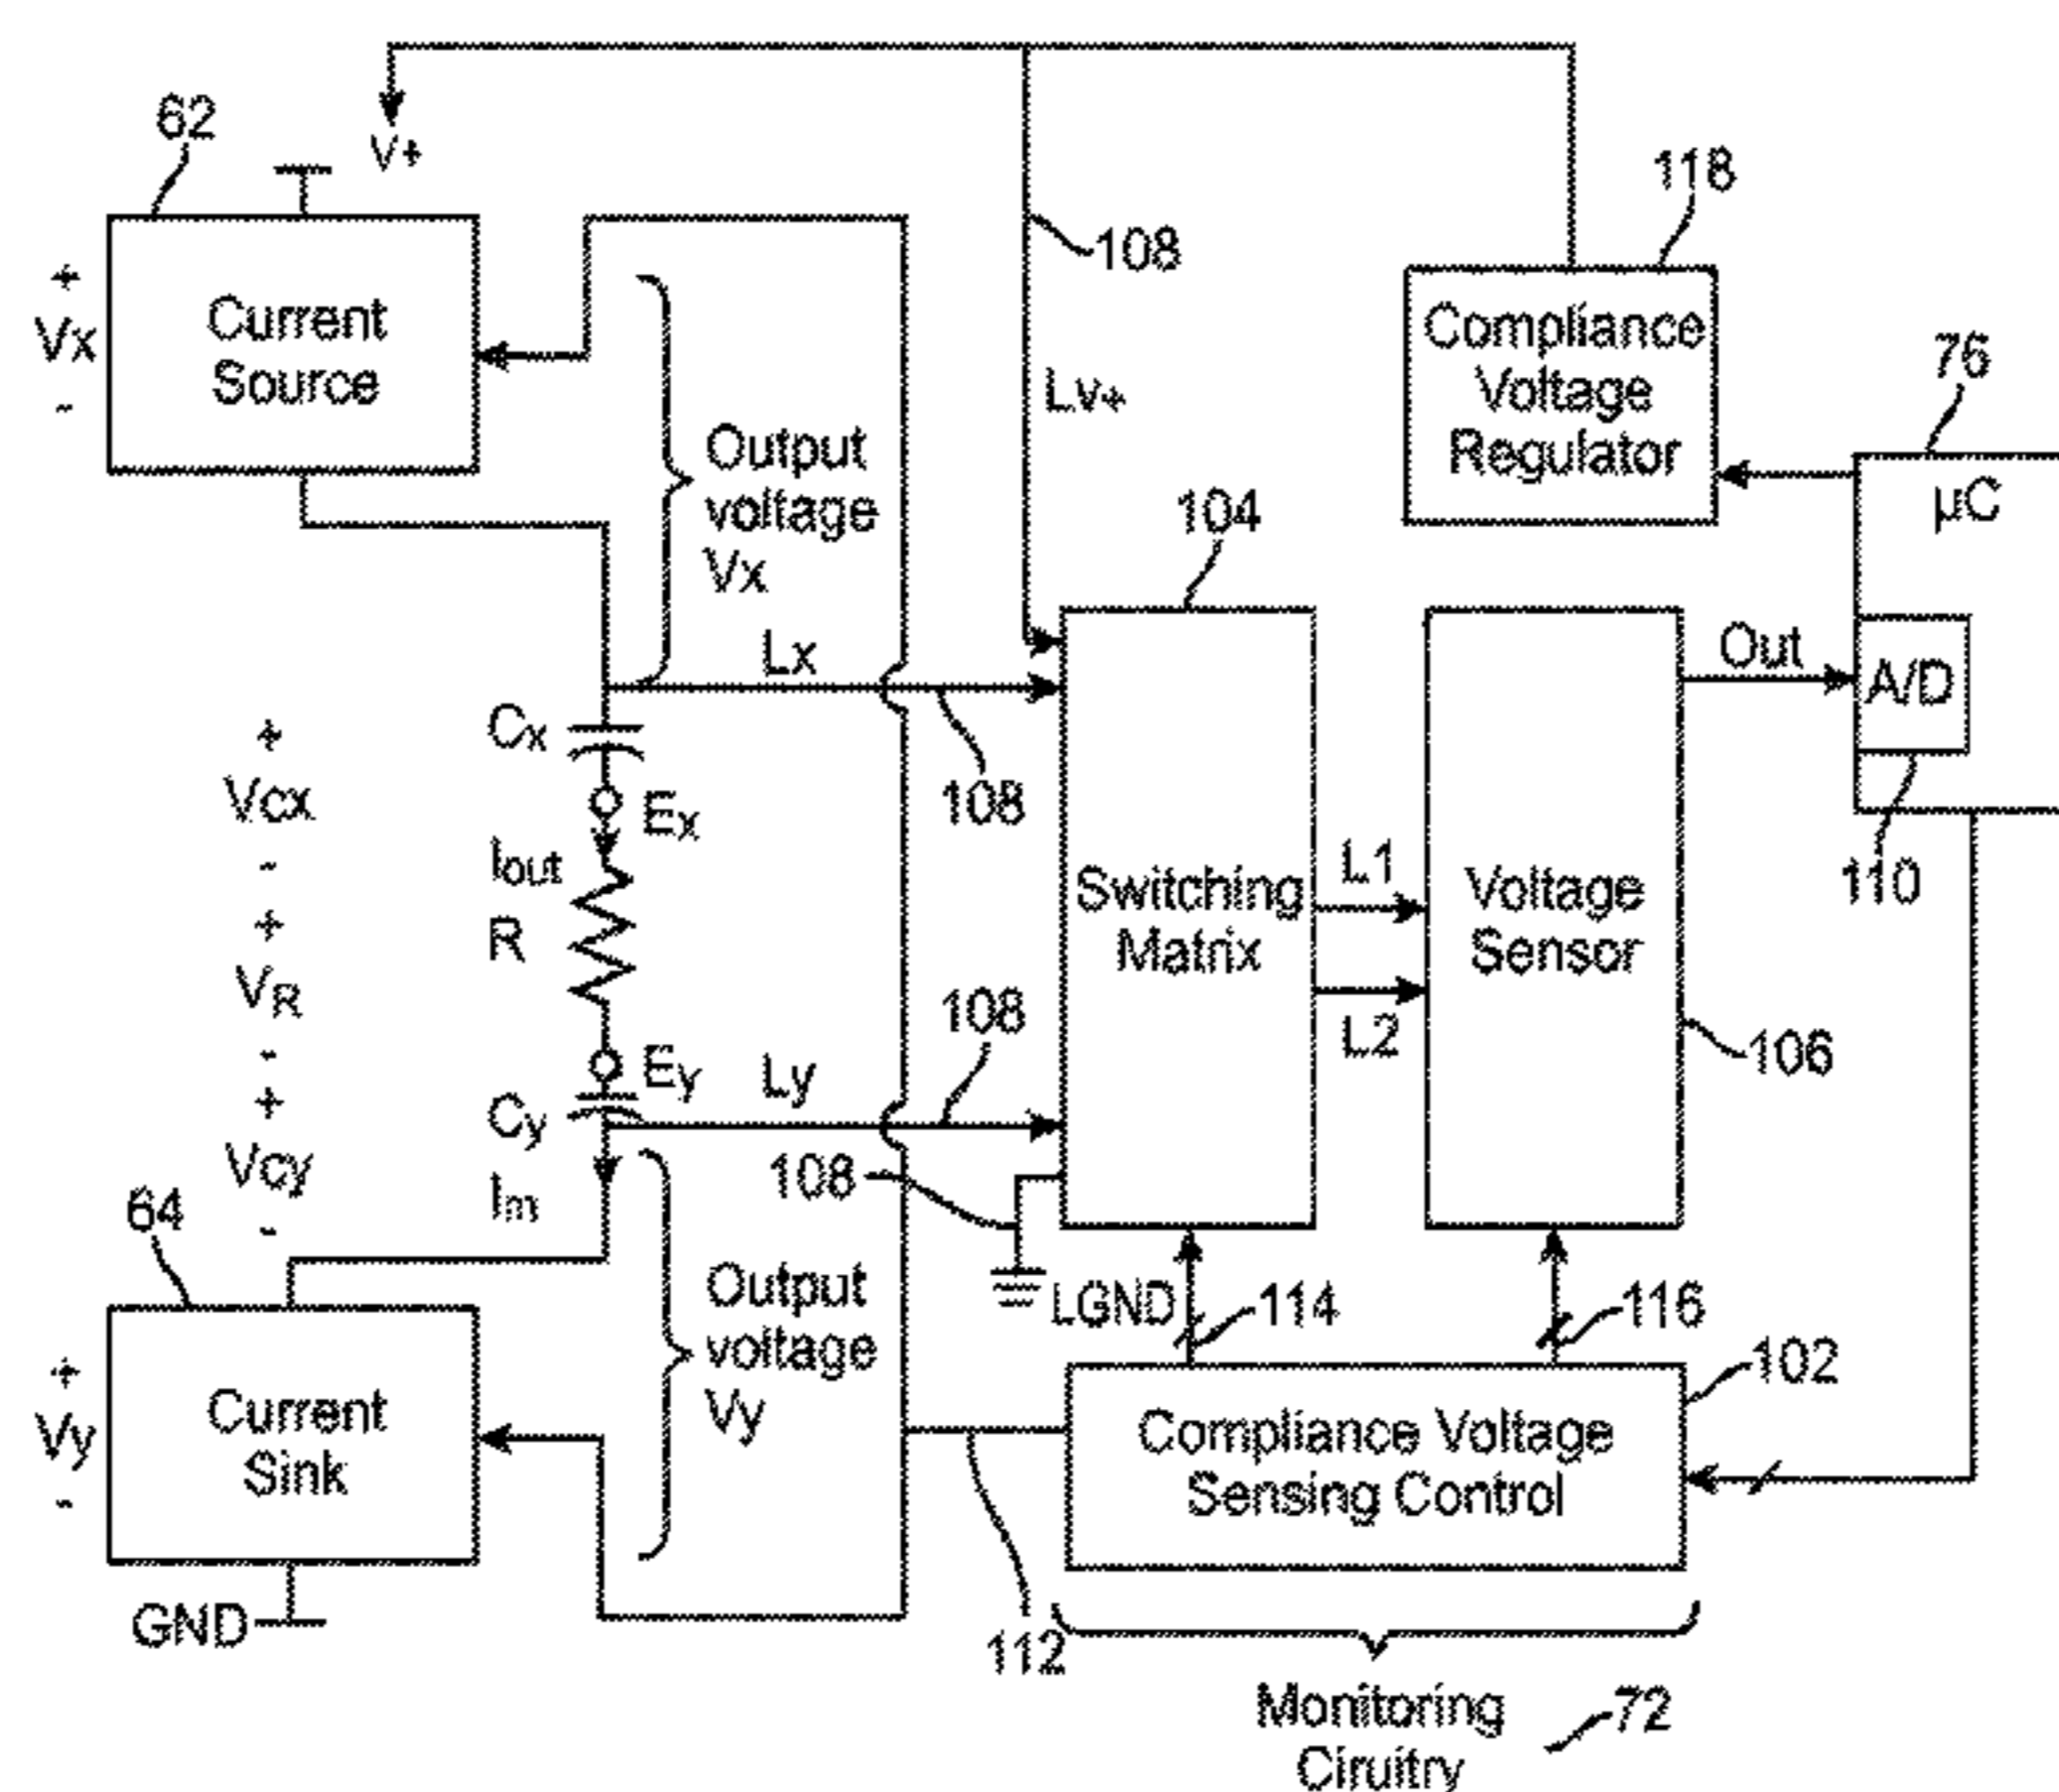 62
V+
118
108
+
Vx
-
Current
Source
Compliance
Voltage
Regulator
76
µC
Lv+
Output
voltage
Vx
104
Lx
Out
A/D
Cx
108
110
+
Vcx
-
Ex
Iout
R
Switching
Matrix
L1
L2
Voltage
Sensor
106
+
VR
-
108
Ey
Ly
Cy
+
Vcy
-
Im
108
64
LGND
114
116
102
Output
voltage
Vy
+
Vy
-
Current
Sink
Compliance Voltage
Sensing Control
GND
112
Monitoring
Ciruitry
72